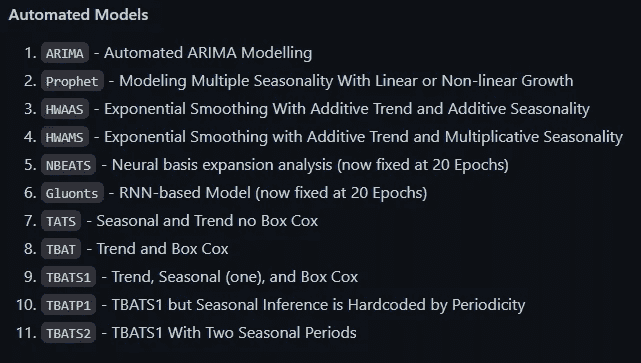 Automated Models
1. ARIMA - Automated ARIMA Modelling
2. Prophet - Modeling Multiple Seasonality With Linear or Non-linear Growth
3. HWAAS - Exponential Smoothing With Additive Trend and Additive Seasonality
4. HWAMS - Exponential Smoothing with Additive Trend and Multiplicative Seasonality
5. NBEATS - Neural basis expansion analysis (now fixed at 20 Epochs)
6. Gluonts - RNN-based Model (now fixed at 20 Epochs)
7. TATS - Seasonal and Trend no Box Cox
8. TBAT - Trend and Box Cox
9. TBATS1 - Trend, Seasonal (one), and Box Cox
10. TBATP1 - TBATS1 but Seasonal Inference is Hardcoded by Periodicity
11. TBATS2 - TBATS1 With Two Seasonal Periods